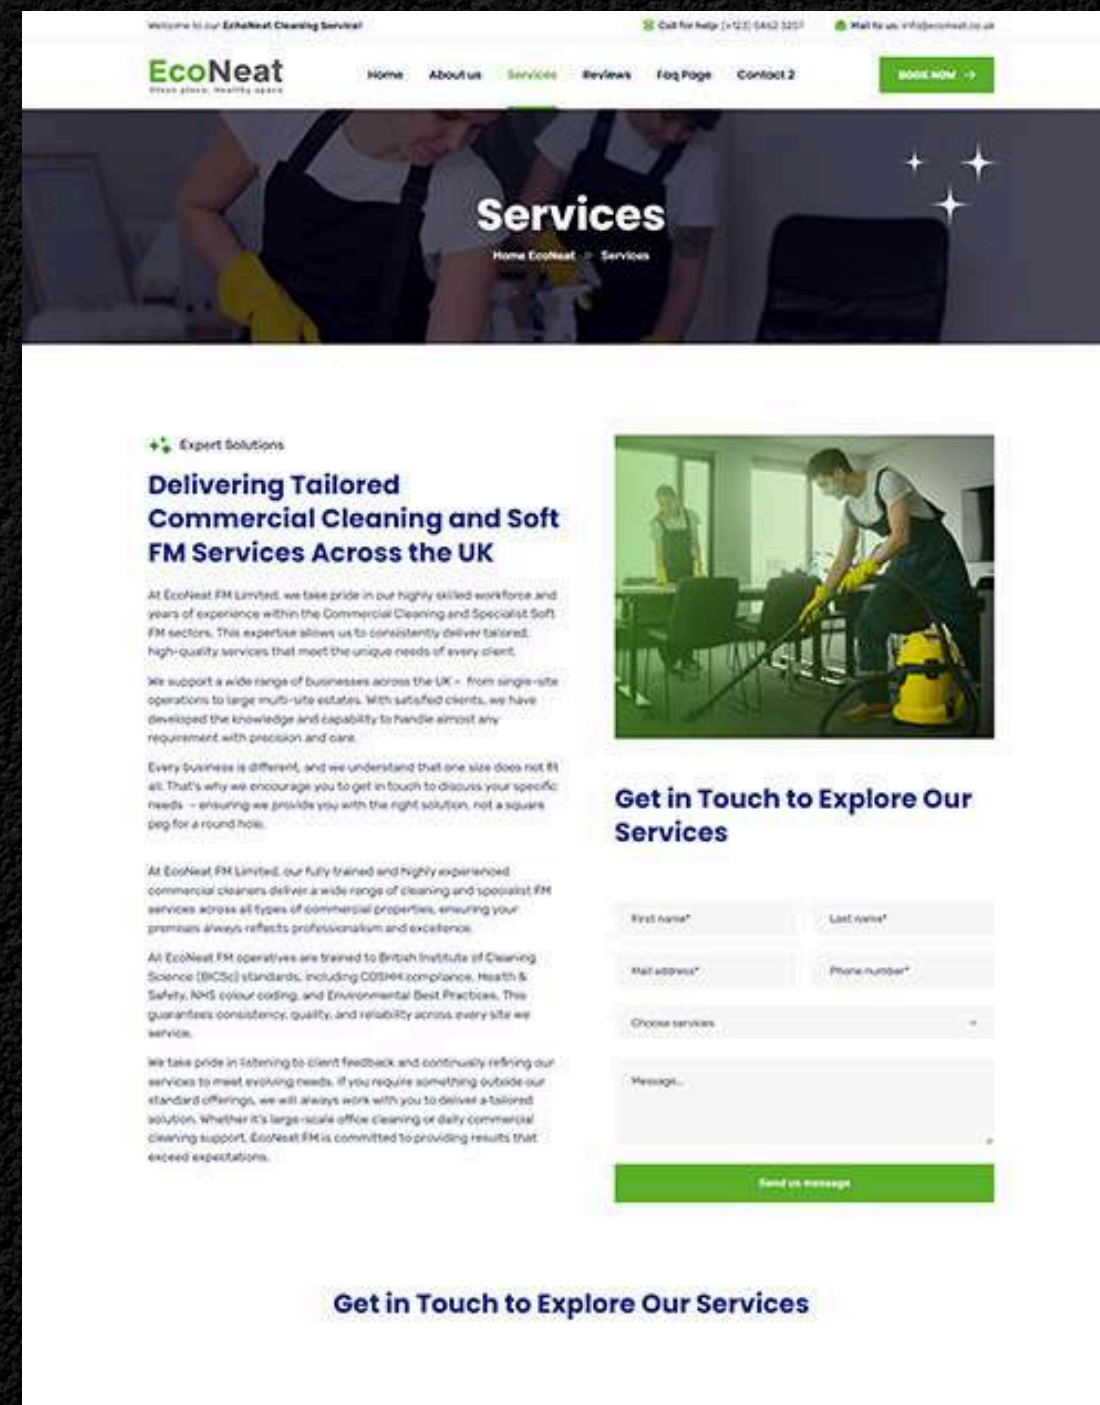 Welcome to our EchoNeat Cleaning Service!
Call for help:
Mail to us:
EcoNeat
Clean place, Healthy space
Home
About us
Services
Reviews
Faq Page
Contact 2
BOOK NOW
Services
Home EcoNeat
Services
Expert Solutions
Delivering Tailored
Commercial Cleaning and Soft
FM Services Across the UK
At EcoNeat FM Limited, we take pride in our highly skilled workforce and
years of experience within the Commercial Cleaning and Specialist Soft
FM sectors. This expertise allows us to consistently deliver tailored,
high-quality services that meet the unique needs of every client.
We support a wide range of businesses across the UK – from single-site
operations to large multi-site estates. With satisfied clients, we have
developed the knowledge and capability to handle almost any
requirement with precision and care.
Every business is different, and we understand that one size does not fit
all. That's why we encourage you to get in touch to discuss your specific
needs – ensuring we provide you with the right solution, not a square
peg for a round hole.
At EcoNeat FM Limited, our fully trained and highly experienced
commercial cleaners deliver a wide range of cleaning and specialist FM
services across all types of commercial properties, ensuring your
premises always reflects professionalism and excellence.
All EcoNeat FM operatives are trained to British Institute of Cleaning
Science (BICSc) standards, including COSHH compliance, Health &
Safety, NHS colour coding, and Environmental Best Practices. This
guarantees consistency, quality, and reliability across every site we
service.
We take pride in listening to client feedback and continually refining our
services to meet evolving needs. If you require something outside our
standard offerings, we will always work with you to deliver a tailored
solution. Whether it's large-scale office cleaning or daily commercial
cleaning support, EcoNeat FM is committed to providing results that
exceed expectations.
Get in Touch to Explore Our
Services
First name*
Last name*
Mail address*
Phone number*
Choose services
Message...
Send us message
Get in Touch to Explore Our Services